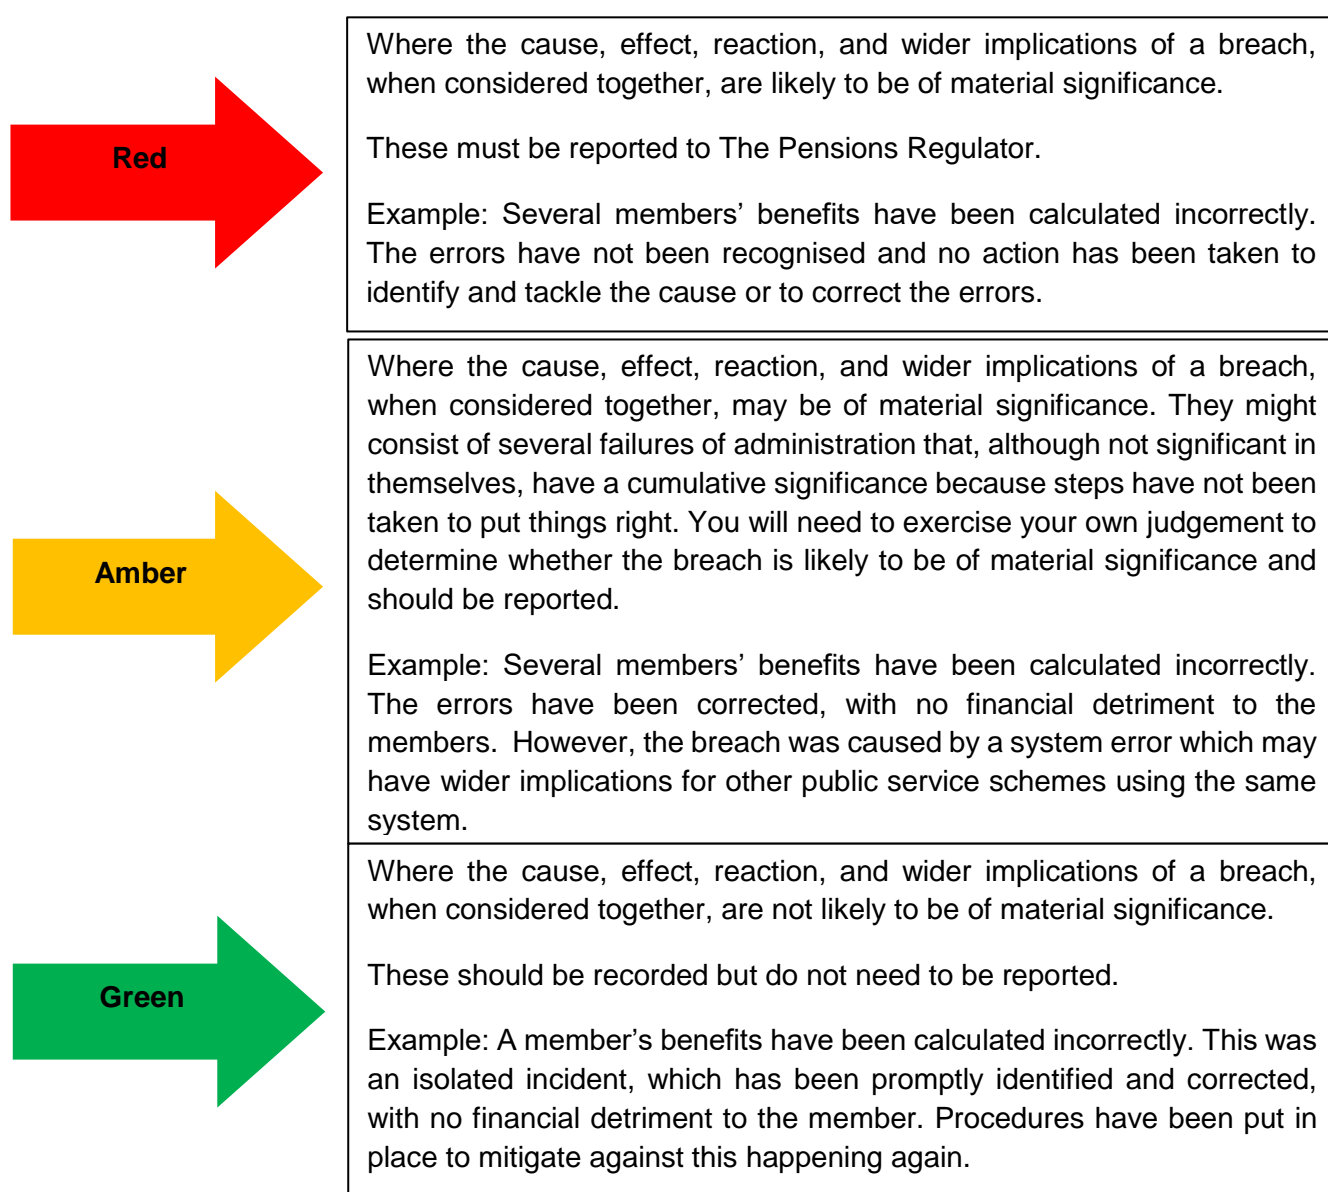 Red
Where the cause, effect, reaction, and wider implications of a breach,
when considered together, are likely to be of material significance.
These must be reported to The Pensions Regulator.
Example: Several members’ benefits have been calculated incorrectly.
The errors have not been recognised and no action has been taken to
identify and tackle the cause or to correct the errors.
Amber
Where the cause, effect, reaction, and wider implications of a breach,
when considered together, may be of material significance. They might
consist of several failures of administration that, although not significant in
themselves, have a cumulative significance because steps have not been
taken to put things right. You will need to exercise your own judgement to
determine whether the breach is likely to be of material significance and
should be reported.
Example: Several members’ benefits have been calculated incorrectly.
The errors have been corrected, with no financial detriment to the
members. However, the breach was caused by a system error which may
have wider implications for other public service schemes using the same
system.
Green
Where the cause, effect, reaction, and wider implications of a breach,
when considered together, are not likely to be of material significance.
These should be recorded but do not need to be reported.
Example: A member’s benefits have been calculated incorrectly. This was
an isolated incident, which has been promptly identified and corrected,
with no financial detriment to the member. Procedures have been put in
place to mitigate against this happening again.